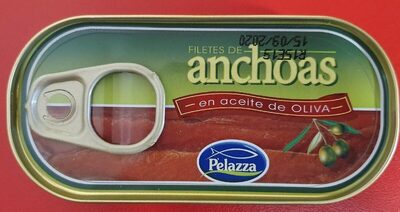 FILETES DE
anchoas
15/09/2020
en aceite de OLIVA
Pelazza